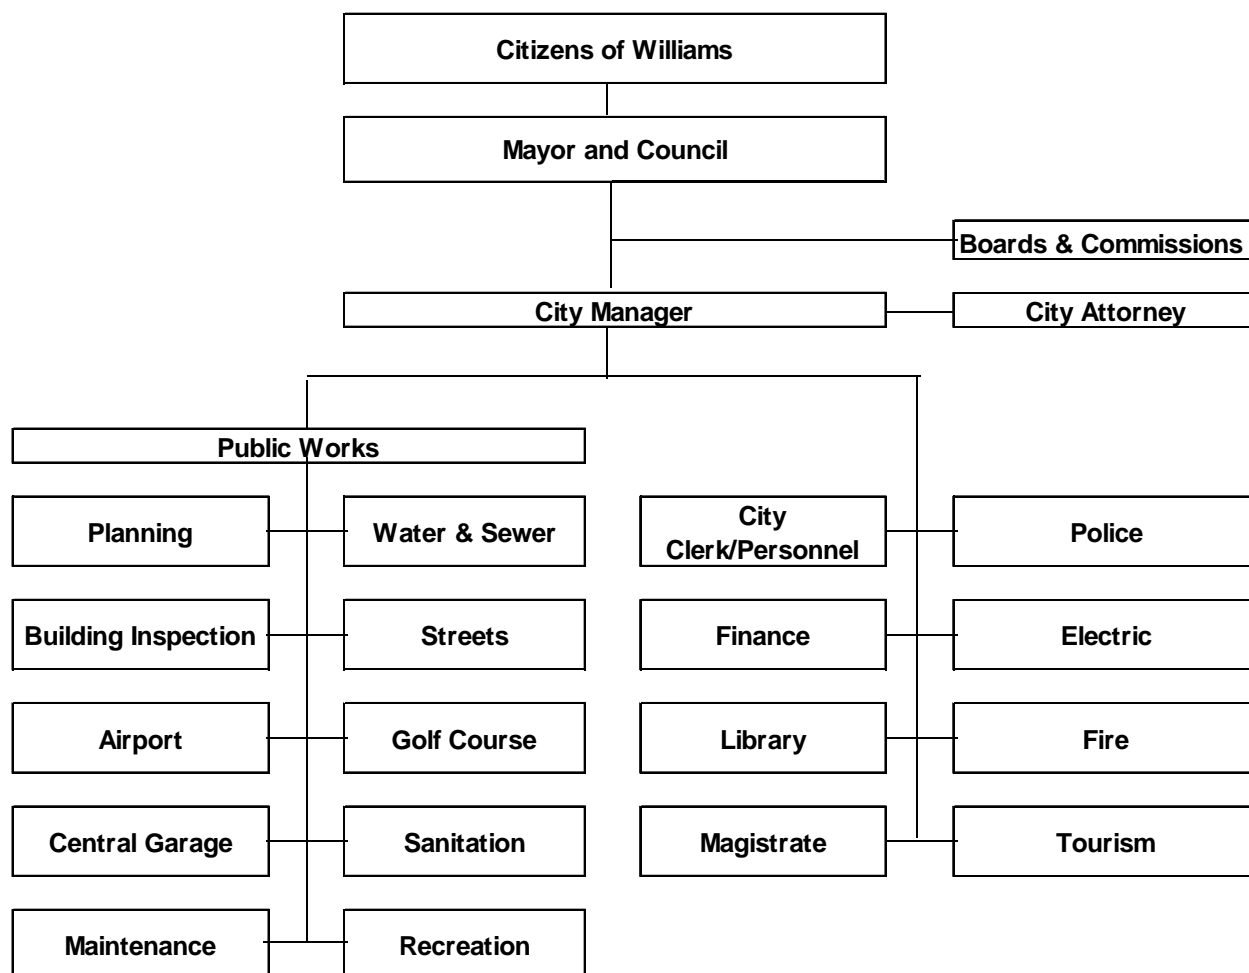 Citizens of Williams
Mayor and Council
Boards & Commissions
City Manager
City Attorney
Public Works
Planning
Water & Sewer
City
Clerk/Personnel
Police
Building Inspection
Streets
Finance
Electric
Airport
Golf Course
Library
Fire
Central Garage
Sanitation
Magistrate
Tourism
Maintenance
Recreation